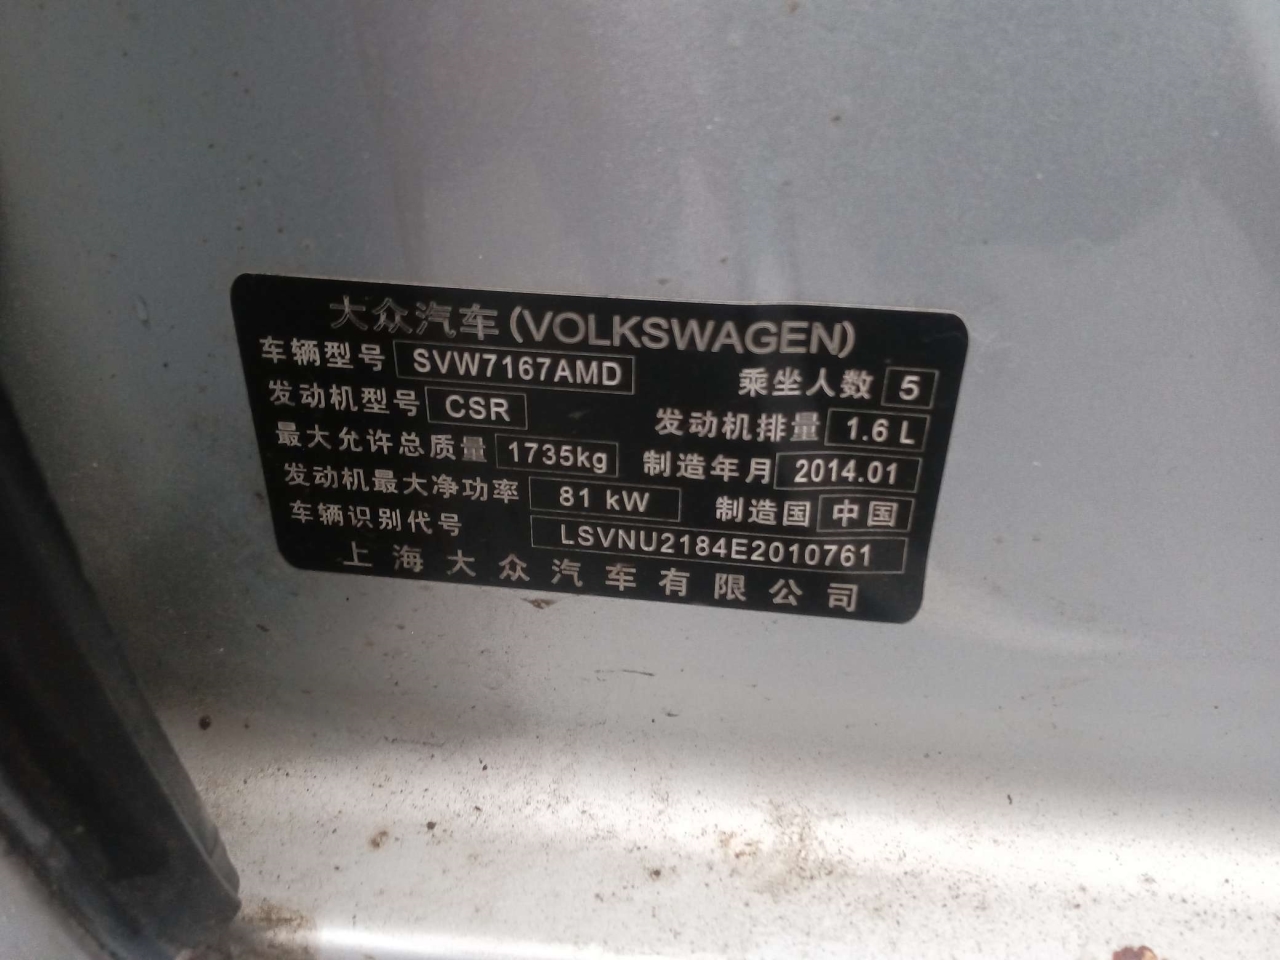 大众汽车(VOLKSWAGEN)
车辆型号 SVW7167AMD 乘坐人数 5
发动机型号 CSR 发动机排量 1.6 L
最大允许总质量 1735kg 制造年月 2014.01
发动机最大净功率 81 kW 制造国 中国
车辆识别代号 LSVNU2184E2010761
上海大众汽车有限公司